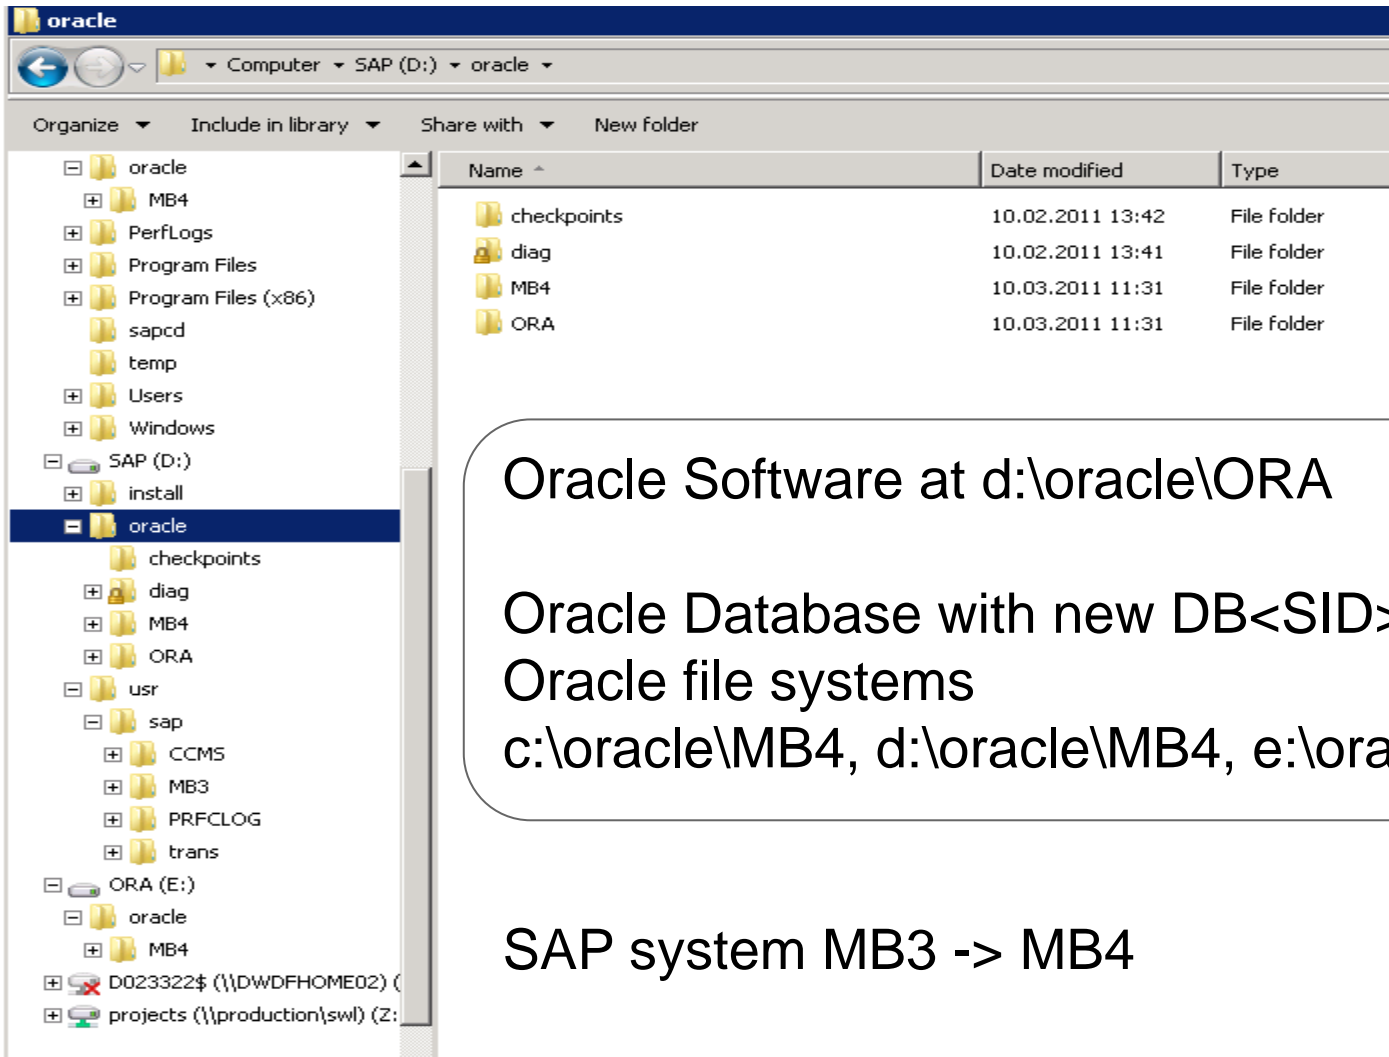 oracle
Computer SAP (D:) oracle
Organize Include in library Share with New folder
oracle
MB4
PerfLogs
Program Files
Program Files (x86)
sapcd
temp
Users
Windows
SAP (D:)
install
oracle
checkpoints
diag
MB4
ORA
usr
sap
CCMS
MB3
PRFCLOG
trans
ORA (E:)
oracle
MB4
D023322$ (\\DWDFHOME02) (
projects (\\production\swl) (Z:
Name Date modified Type
checkpoints 10.02.2011 13:42 File folder
diag 10.02.2011 13:41 File folder
MB4 10.03.2011 11:31 File folder
ORA 10.03.2011 11:31 File folder
Oracle Software at d:\oracle\ORA
Oracle Database with new DB<SID>
Oracle file systems
c:\oracle\MB4, d:\oracle\MB4, e:\ora
SAP system MB3 -> MB4